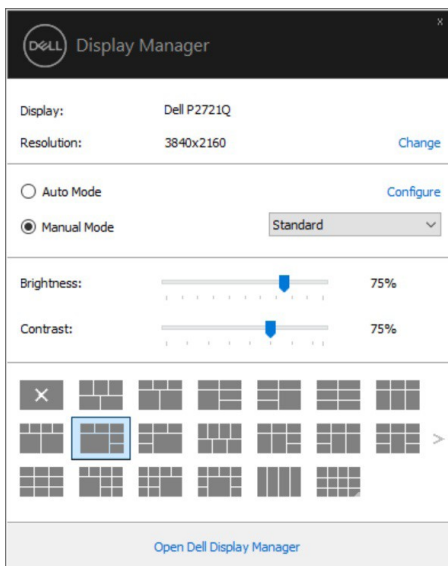 x
DELL Display Manager
Display: Dell P2721Q
Resolution: 3840x2160 Change
Auto Mode Configure
Manual Mode Standard
Brightness: 75%
Contrast: 75%
>
Open Dell Display Manager